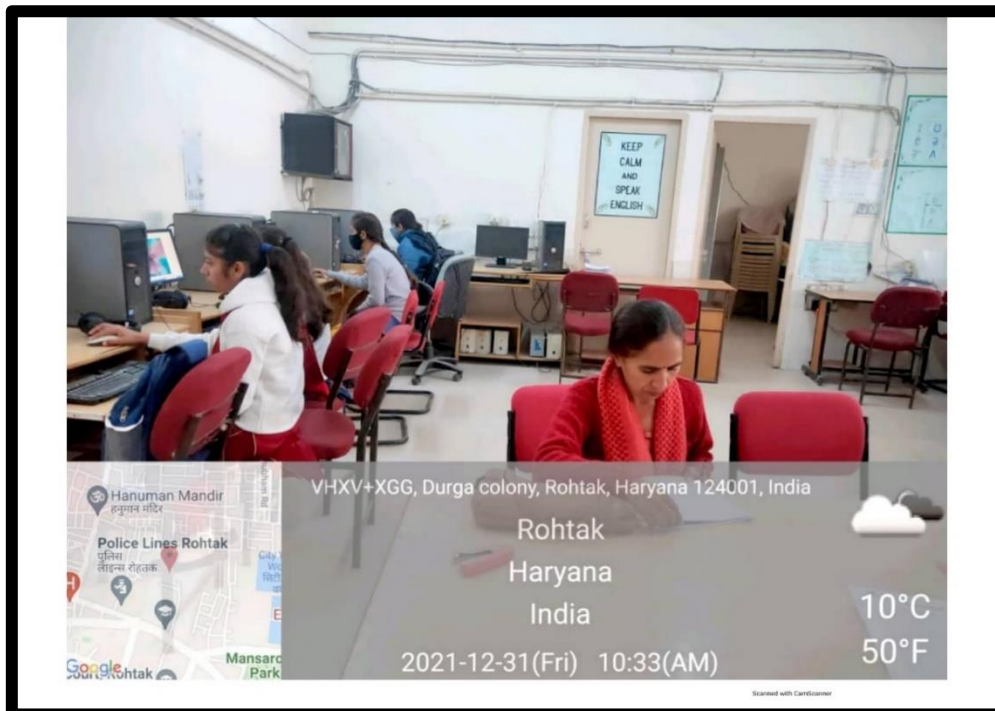 KEEP
CALM
AND
SPEAK
ENGLISH
VHXV+XGG, Durga colony, Rohtak, Haryana 124001, India
Rohtak
Haryana
India
2021-12-31(Fri) 10:33(AM)
10°C
50°F
Hanuman Mandir
हनुमान मंदिर
Police Lines Rohtak
पुलिस
लाइन्स रोहतक
Google
Mansarc
Park
Scanned with CamScanner